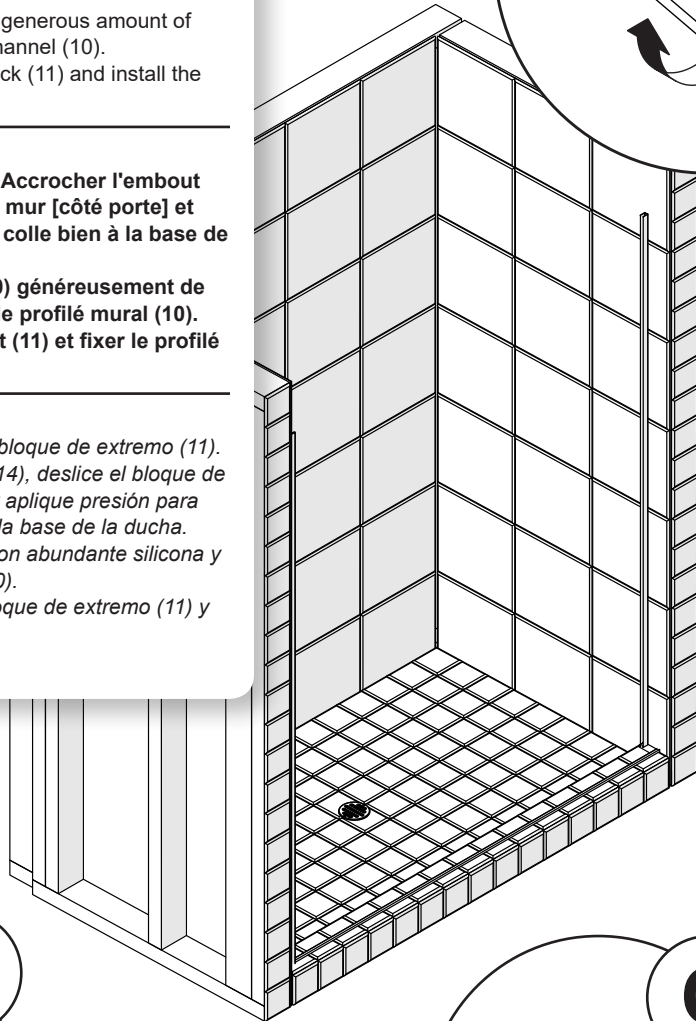 generous amount of
hannel (10).
ck (11) and install the
Accrocher l'embout
mur [côté porte] et
colle bien à la base de
0) généreusement de
le profilé mural (10).
t (11) et fixer le profilé
bloque de extremo (11).
14), deslice el bloque de
aplique presión para
la base de la ducha.
on abundante silicona y
0).
oque de extremo (11) y